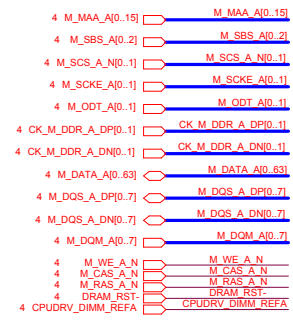 4 M_MAA_A[0..15] M_MAA_A[0..15]
4 M_SBS_A[0..2] M_SBS_A[0..2]
4 M_SCS_A_N[0..1] M_SCS_A_N[0..1]
4 M_SCKE_A[0..1] M_SCKE_A[0..1]
4 M_ODT_A[0..1] M_ODT_A[0..1]
4 CK_M_DDR_A_DP[0..1] CK_M_DDR_A_DP[0..1]
4 CK_M_DDR_A_DN[0..1] CK_M_DDR_A_DN[0..1]
4 M_DATA_A[0..63] M_DATA_A[0..63]
4 M_DQS_A_DP[0..7] M_DQS_A_DP[0..7]
4 M_DQS_A_DN[0..7] M_DQS_A_DN[0..7]
4 M_DQM_A[0..7] M_DQM_A[0..7]
4 M_WE_A_N M_WE_A_N
4 M_CAS_A_N M_CAS_A_N
4 M_RAS_A_N M_RAS_A_N
4 DRAM_RST- DRAM_RST-
4 CPUDRV_DIMM_REFA CPUDRV_DIMM_REFA